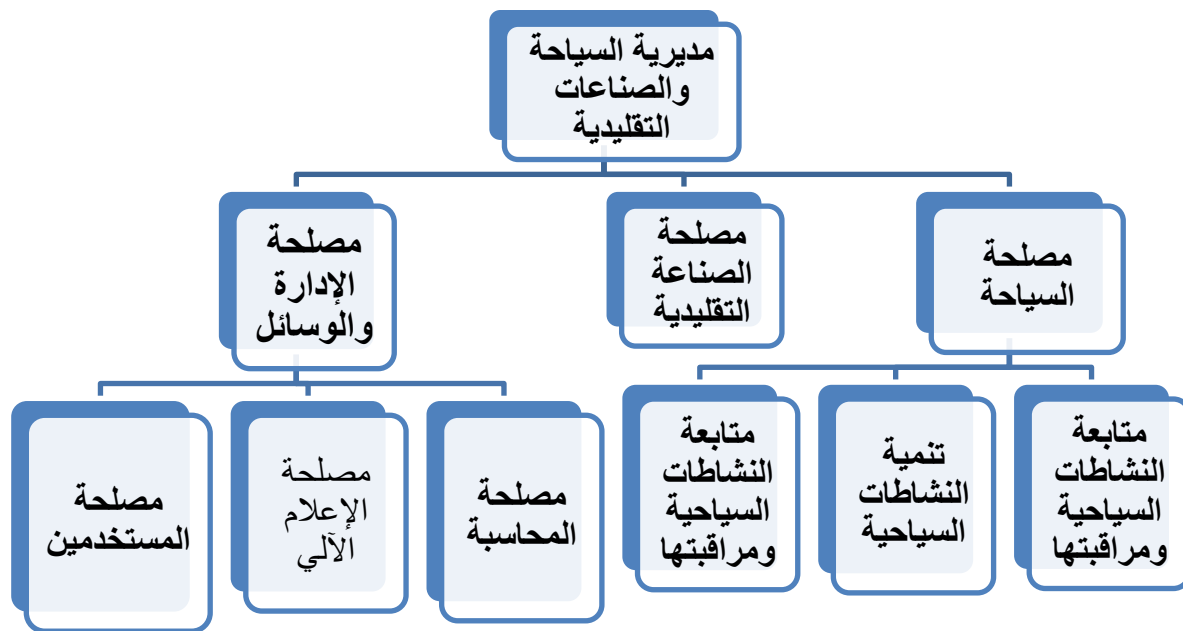 مديرية السياحة
والصناعات
التقليدية
مصلحة
السياحة
مصلحة
الصناعة
التقليدية
مصلحة
الإدارة
والوسائل
متابعة
النشاطات
السياحية
ومراقبتها
تنمية
النشاطات
السياحية
متابعة
النشاطات
السياحية
ومراقبتها
مصلحة
المحاسبة
مصلحة
الإعلام
الآلي
مصلحة
المستخدمين